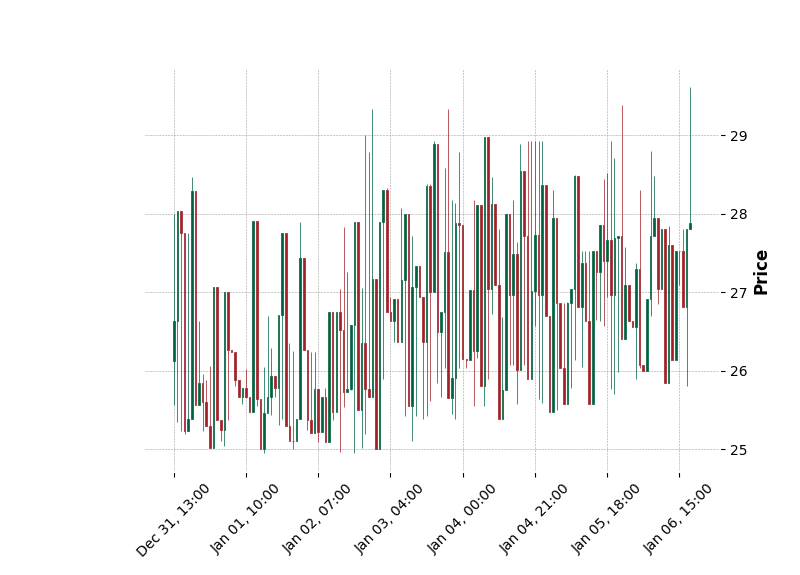 29
28
27
26
25
Price
Dec 31, 13:00
Jan 01, 10:00
Jan 02, 07:00
Jan 03, 04:00
Jan 04, 00:00
Jan 04, 21:00
Jan 05, 18:00
Jan 06, 15:00